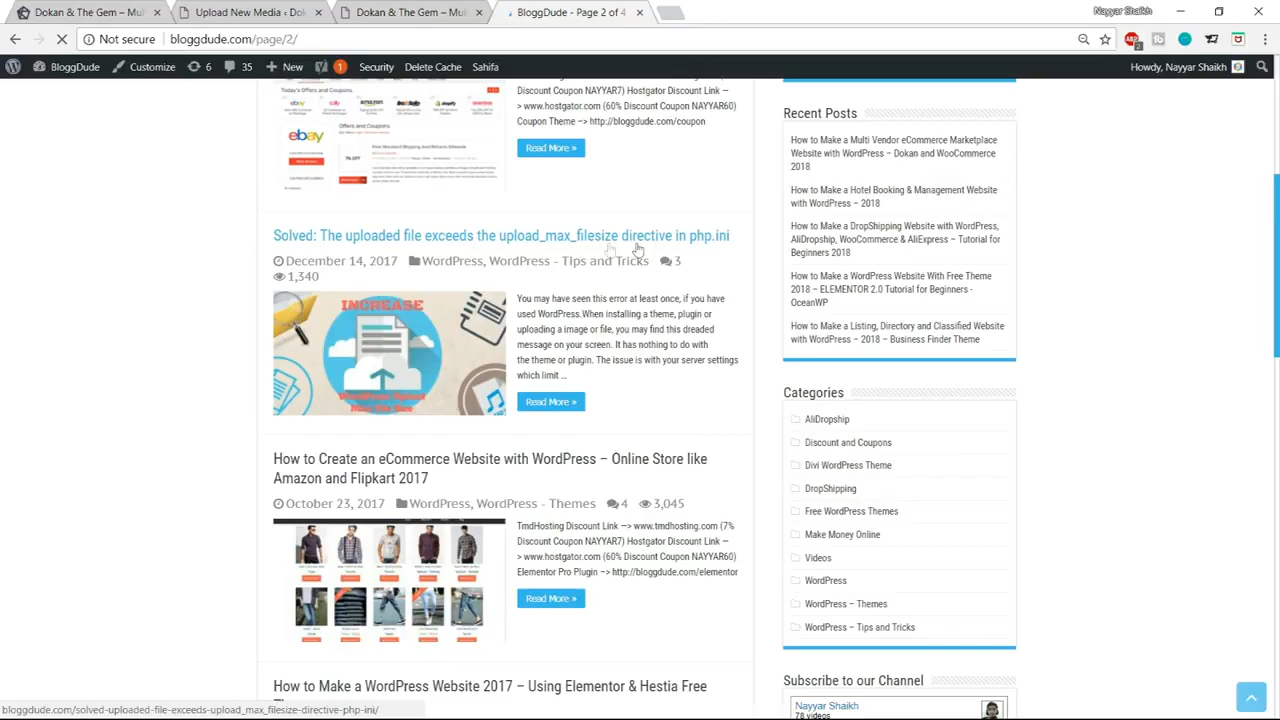 Dokan & The Gem – Mul
Upload New Media ‹ Dok
Dokan & The Gem – Mul
BloggDude - Page 2 of 4
Nayyar Shaikh
Not secure
bloggdude.com/page/2/
BloggDude
Customize
6
35
New
1
Security
Delete Cache
Sahifa
Howdy, Nayyar Shaikh
Today's Offers and Coupons
Offers and Coupons
ebay
Discount Coupon NAYYAR7) Hostgator Discount Link –
> www.hostgator.com (60% Discount Coupon NAYYAR60)
Coupon Theme –> http://bloggdude.com/coupon
Read More »
Solved: The uploaded file exceeds the upload_max_filesize directive in php.ini
December 14, 2017 WordPress, WordPress - Tips and Tricks 3
1,340
INCREASE
You may have seen this error at least once, if you have
used WordPress.When installing a theme, plugin or
uploading a image or file, you may find this dreaded
message on your screen. It has nothing to do with
the theme or plugin. The issue is with your server settings
which limit ...
Read More »
How to Create an eCommerce Website with WordPress – Online Store like
Amazon and Flipkart 2017
October 23, 2017 WordPress, WordPress - Themes 4 3,045
TmdHosting Discount Link –> www.tmdhosting.com (7%
Discount Coupon NAYYAR7) Hostgator Discount Link –
> www.hostgator.com (60% Discount Coupon NAYYAR60)
Elementor Pro Plugin –> http://bloggdude.com/elementor
Read More »
How to Make a WordPress Website 2017 – Using Elementor & Hestia Free
Recent Posts
How to Make a Multi Vendor eCommerce Marketplace
Website with WordPress – Dokan and WooCommerce
2018
How to Make a Hotel Booking & Management Website
with WordPress – 2018
How to Make a DropShipping Website with WordPress,
AliDropship, WooCommerce & AliExpress – Tutorial for
Beginners 2018
How to Make a WordPress Website With Free Theme
2018 – ELEMENTOR 2.0 Tutorial for Beginners -
OceanWP
How to Make a Listing, Directory and Classified Website
with WordPress – 2018 – Business Finder Theme
Categories
AliDropship
Discount and Coupons
Divi WordPress Theme
DropShipping
Free WordPress Themes
Make Money Online
Videos
WordPress
WordPress – Themes
WordPress – Tips and Tricks
Subscribe to our Channel
Nayyar Shaikh
78 videos
bloggdude.com/solved-uploaded-file-exceeds-upload_max_filesize-directive-php-ini/